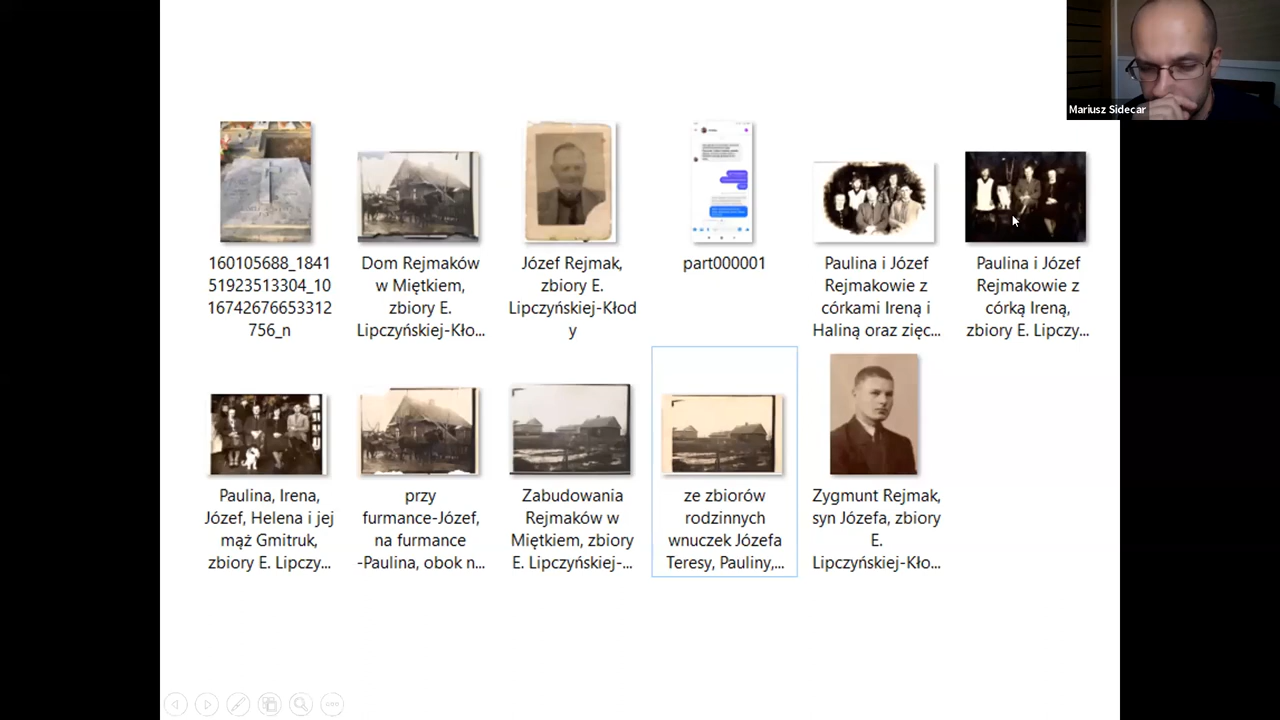 Mariusz Sidecar
160105688_1841
51923513304_10
16742676653312
756_n
Dom Rejmaków
w Miętkiem,
zbiory E.
Lipczyńskiej-Kło...
Józef Rejmak,
zbiory E.
Lipczyńskiej-Kłod
y
part000001
Paulina i Józef
Rejmakowie z
córkami Ireną i
Haliną oraz zięc...
Paulina i Józef
Rejmakowie z
córką Ireną,
zbiory E. Lipczy...
Paulina, Irena,
Józef, Helena i jej
mąż Gmitruk,
zbiory E. Lipczy...
przy
furmance-Józef,
na furmance
-Paulina, obok n...
Zabudowania
Rejmaków w
Miętkiem, zbiory
E. Lipczyńskiej-...
ze zbiorów
rodzinnych
wnuczek Józefa
Teresy, Pauliny,...
Zygmunt Rejmak,
syn Józefa, zbiory
E.
Lipczyńskiej-Kło...